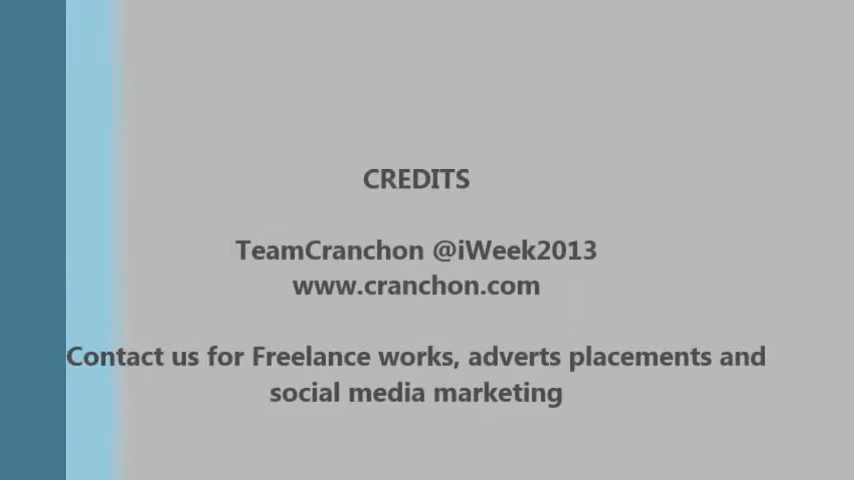 CREDITS
TeamCranchon @iWeek2013
www.cranchon.com
Contact us for Freelance works, adverts placements and
social media marketing